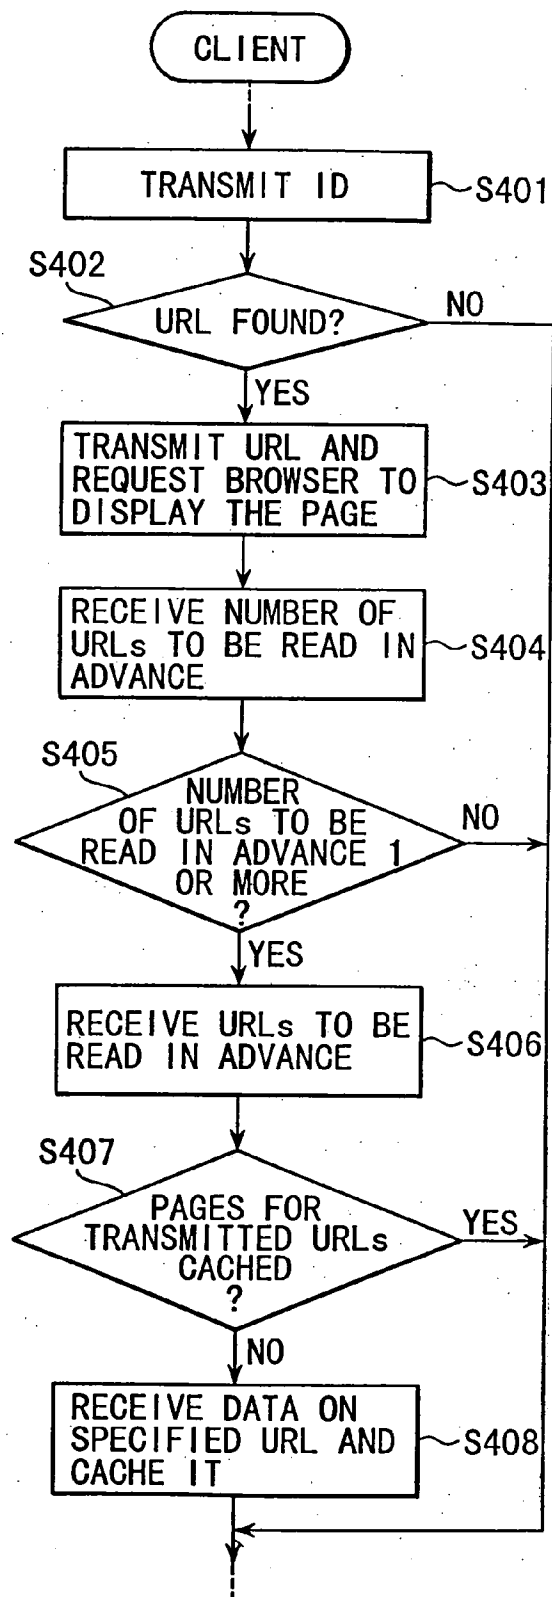 CLIENT
TRANSMIT ID
S401
S402
URL FOUND?
NO
YES
TRANSMIT URL AND
REQUEST BROWSER TO
DISPLAY THE PAGE
S403
RECEIVE NUMBER OF
URLs TO BE READ IN
ADVANCE
S404
S405
NUMBER
OF URLs TO BE
READ IN ADVANCE 1
OR MORE
?
NO
YES
RECEIVE URLs TO BE
READ IN ADVANCE
S406
S407
PAGES FOR
TRANSMITTED URLs
CACHED
?
YES
NO
RECEIVE DATA ON
SPECIFIED URL AND
CACHE IT
S408